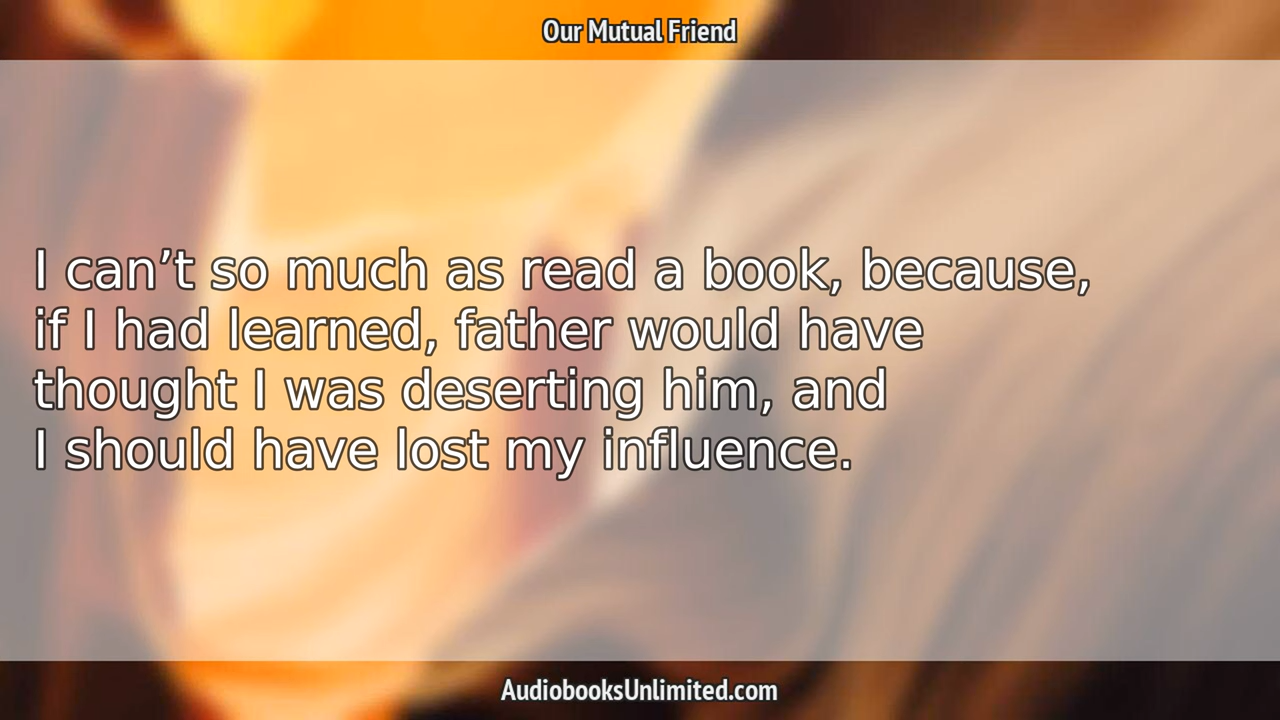 Our Mutual Friend
I can’t so much as read a book, because,
if I had learned, father would have
thought I was deserting him, and
I should have lost my influence.
AudiobooksUnlimited.com